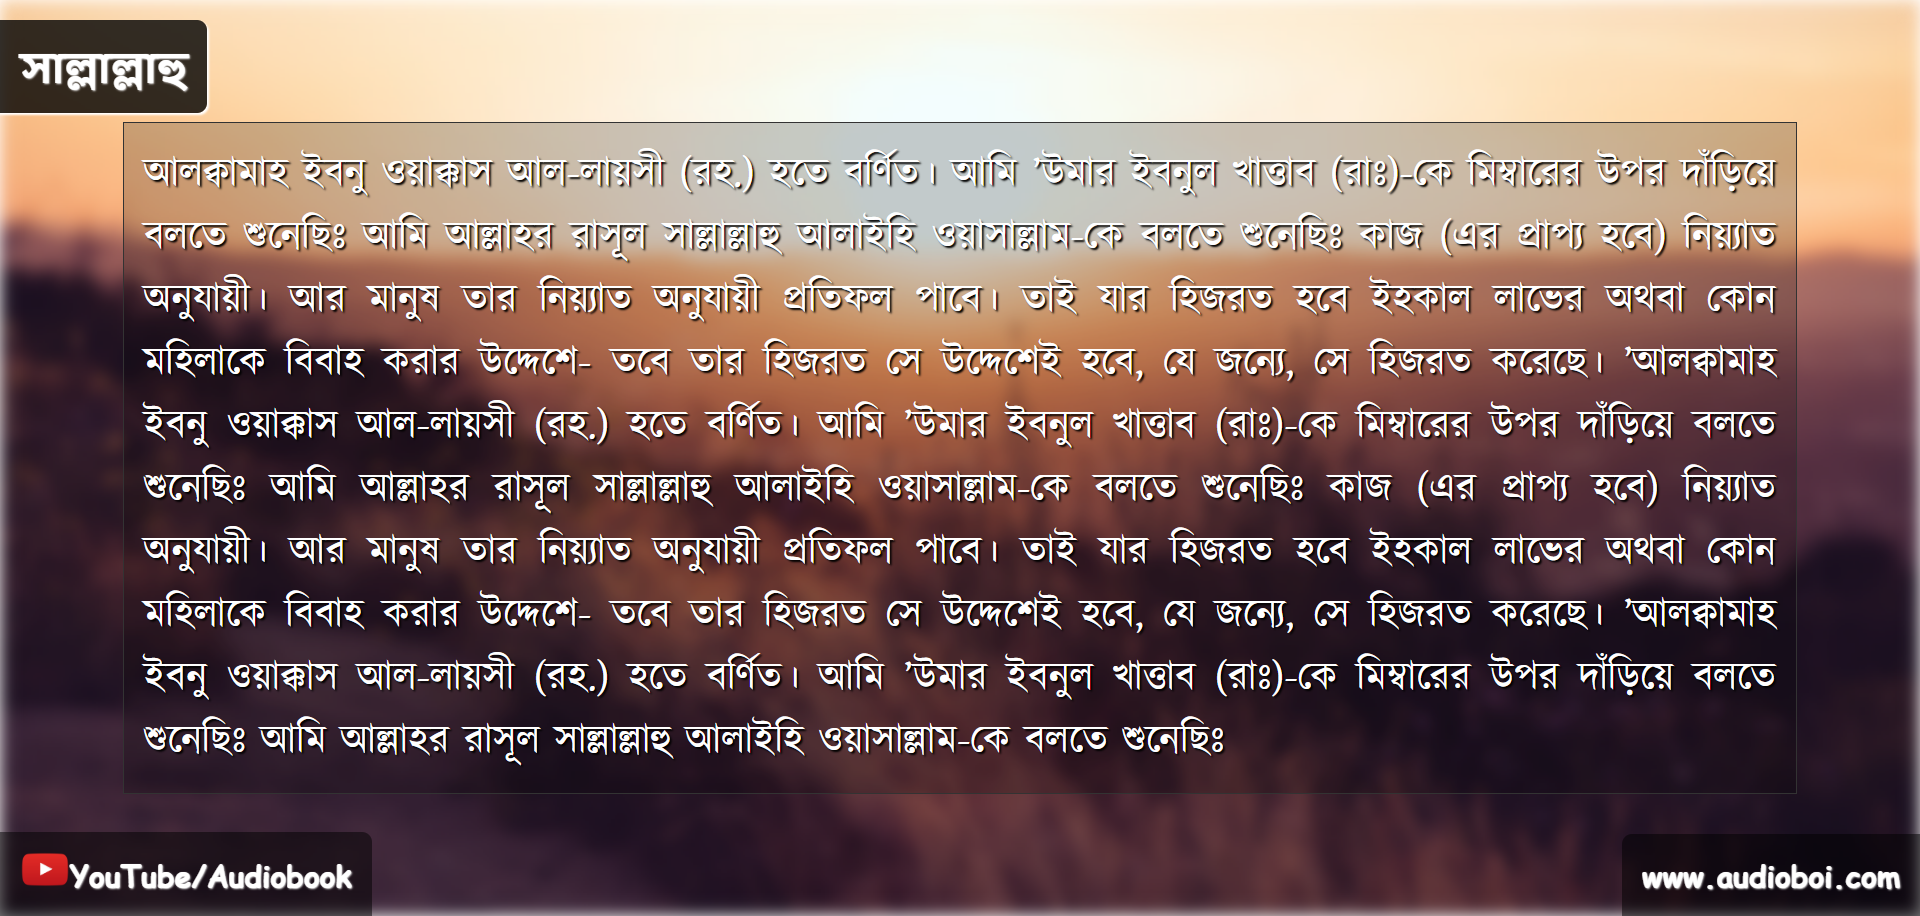 সাল্লাল্লাহু
আলক্বামাহ ইবনু ওয়াক্কাস আল-লায়সী (রহ.) হতে বর্ণিত। আমি ’উমার ইবনুল খাত্তাব (রাঃ)-কে মিম্বারের উপর দাঁড়িয়ে
বলতে শুনেছিঃ আমি আল্লাহর রাসূল সাল্লাল্লাহু আলাইহি ওয়াসাল্লাম-কে বলতে শুনেছিঃ কাজ (এর প্রাপ্য হবে) নিয়্যাত
অনুযায়ী। আর মানুষ তার নিয়্যাত অনুযায়ী প্রতিফল পাবে। তাই যার হিজরত হবে ইহকাল লাভের অথবা কোন
মহিলাকে বিবাহ করার উদ্দেশে- তবে তার হিজরত সে উদ্দেশেই হবে, যে জন্যে, সে হিজরত করেছে। ’আলক্বামাহ
ইবনু ওয়াক্কাস আল-লায়সী (রহ.) হতে বর্ণিত। আমি ’উমার ইবনুল খাত্তাব (রাঃ)-কে মিম্বারের উপর দাঁড়িয়ে বলতে
শুনেছিঃ আমি আল্লাহর রাসূল সাল্লাল্লাহু আলাইহি ওয়াসাল্লাম-কে বলতে শুনেছিঃ কাজ (এর প্রাপ্য হবে) নিয়্যাত
অনুযায়ী। আর মানুষ তার নিয়্যাত অনুযায়ী প্রতিফল পাবে। তাই যার হিজরত হবে ইহকাল লাভের অথবা কোন
মহিলাকে বিবাহ করার উদ্দেশে- তবে তার হিজরত সে উদ্দেশেই হবে, যে জন্যে, সে হিজরত করেছে। ’আলক্বামাহ
ইবনু ওয়াক্কাস আল-লায়সী (রহ.) হতে বর্ণিত। আমি ’উমার ইবনুল খাত্তাব (রাঃ)-কে মিম্বারের উপর দাঁড়িয়ে বলতে
শুনেছিঃ আমি আল্লাহর রাসূল সাল্লাল্লাহু আলাইহি ওয়াসাল্লাম-কে বলতে শুনেছিঃ
YouTube/Audiobook
www.audioboi.com